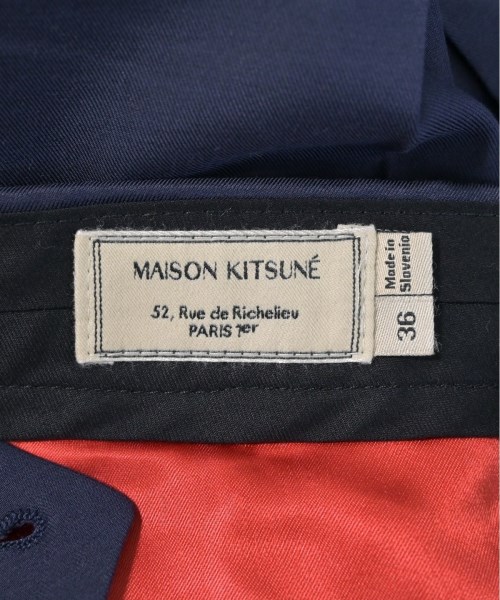 MAISON KITSUNÉ
52, Rue de Richelieu
PARIS 1er
Made in
Slovenia
36